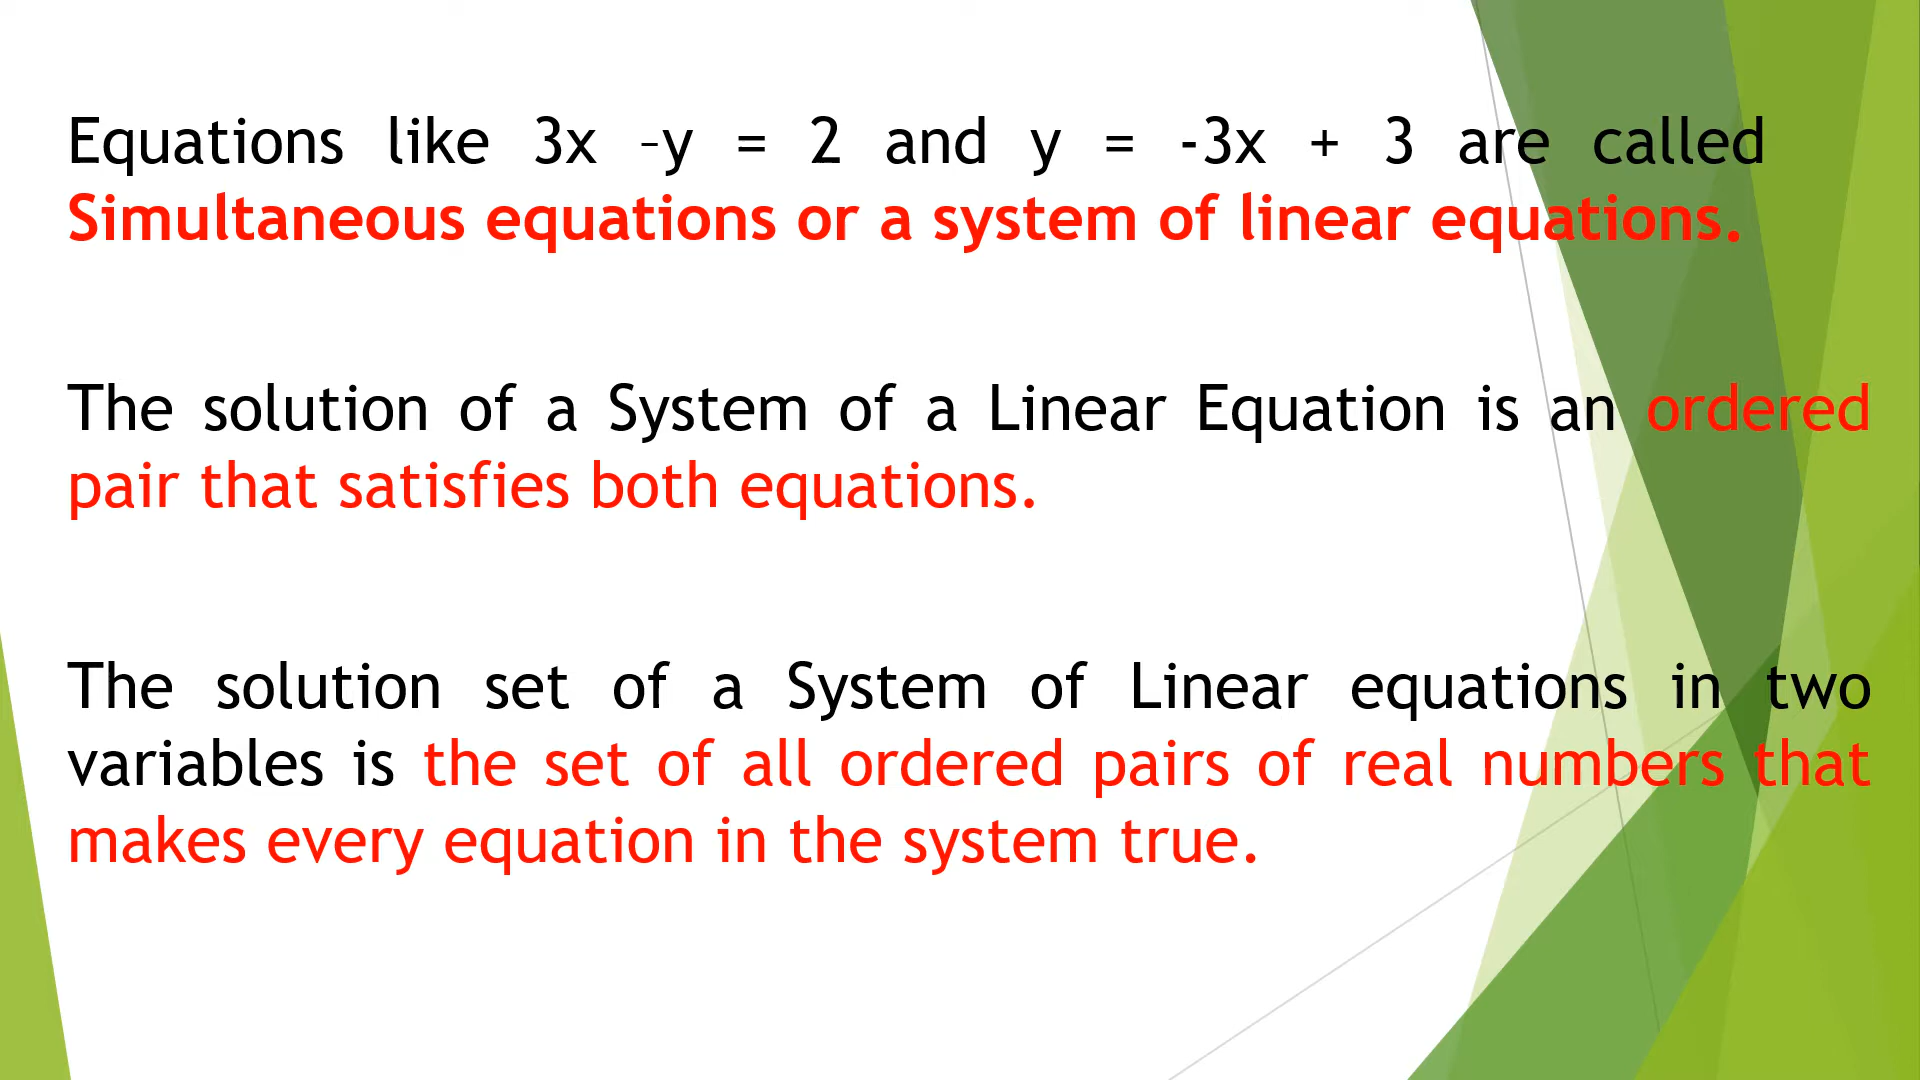 Equations like 3x –y = 2 and y = -3x + 3 are called
Simultaneous equations or a system of linear equations.
The solution of a System of a Linear Equation is an ordered
pair that satisfies both equations.
The solution set of a System of Linear equations in two
variables is the set of all ordered pairs of real numbers that
makes every equation in the system true.